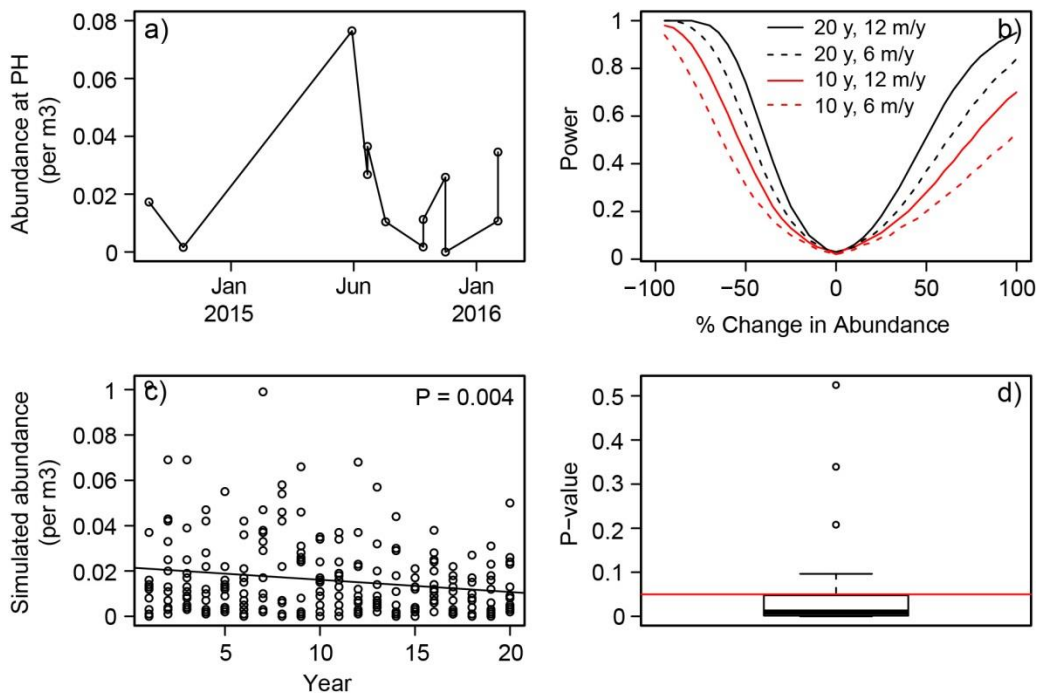 a)
Abundance at PH
(per m3)
0.08
0.06
0.04
0.02
0
Jan
2015
Jun
Jan
2016
b)
Power
1
0.8
0.6
0.4
0.2
0
20 y, 12 m/y
20 y, 6 m/y
10 y, 12 m/y
10 y, 6 m/y
−100
−50
0
50
100
% Change in Abundance
c)
P = 0.004
Simulated abundance
(per m3)
1
0.08
0.06
0.04
0.02
0
5
10
15
20
Year
d)
P−value
0.5
0.4
0.3
0.2
0.1
0